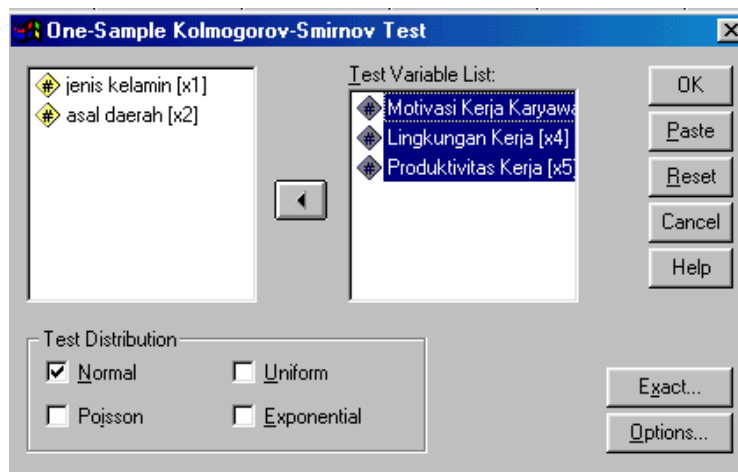 One-Sample Kolmogorov-Smirnov Test
jenis kelamin [x1]
asal daerah [x2]
Test Variable List:
Motivasi Kerja Karyawa
Lingkungan Kerja [x4]
Produktivitas Kerja [x5]
OK
Paste
Reset
Cancel
Help
Test Distribution
Normal
Uniform
Poisson
Exponential
Exact...
Options...